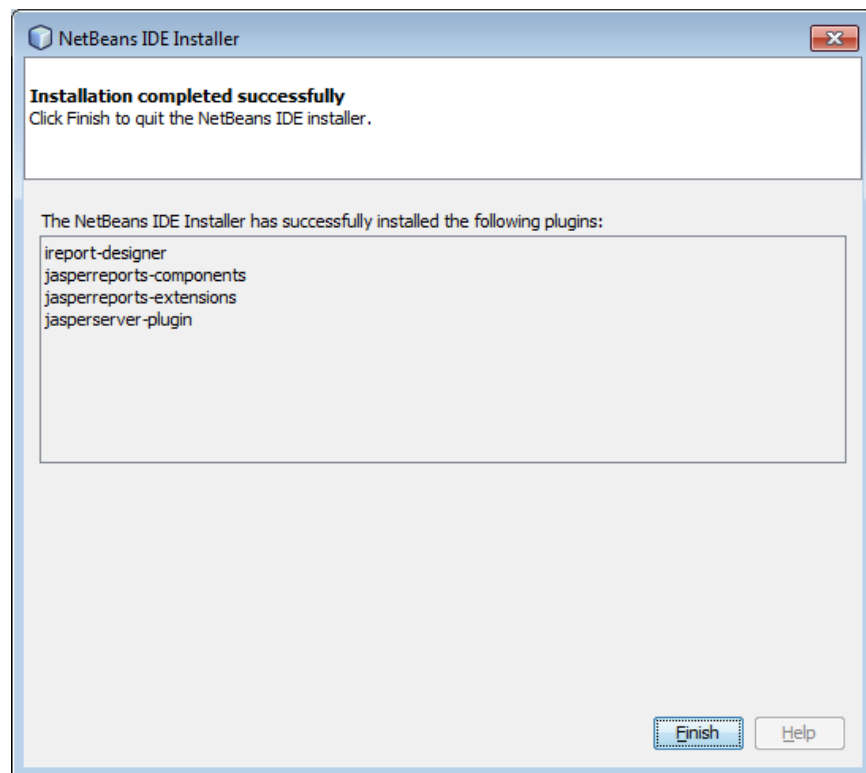 NetBeans IDE Installer
Installation completed successfully
Click Finish to quit the NetBeans IDE installer.
The NetBeans IDE Installer has successfully installed the following plugins:
ireport-designer
jasperreports-components
jasperreports-extensions
jasperserver-plugin
Finish
Help